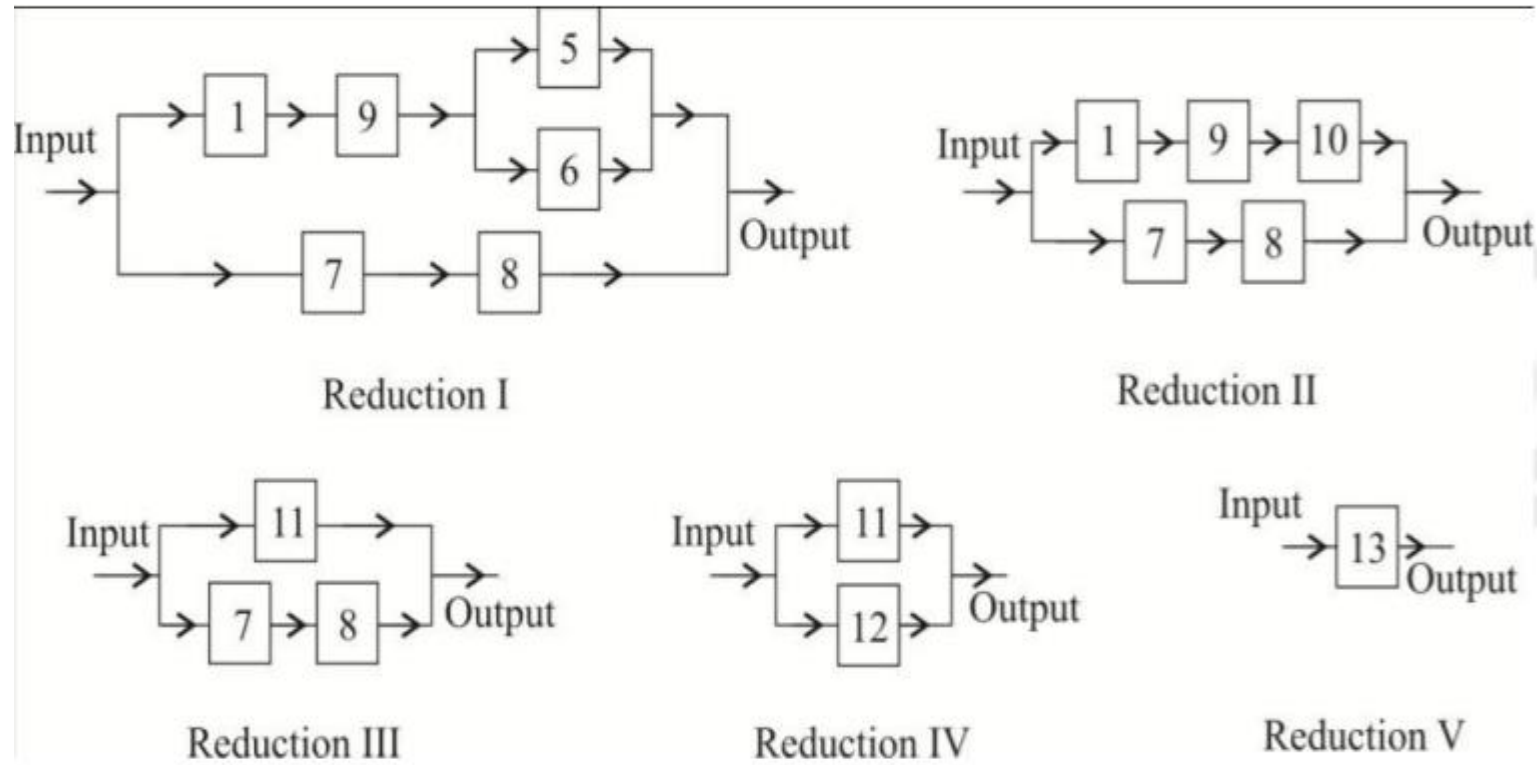 5
1 9
Input
6
Output
7 8
Reduction I
Input 1 9 10
7 8 Output
Reduction II
11
Input
7 8 Output
Reduction III
Input 11
12 Output
Reduction IV
Input
13
Output
Reduction V